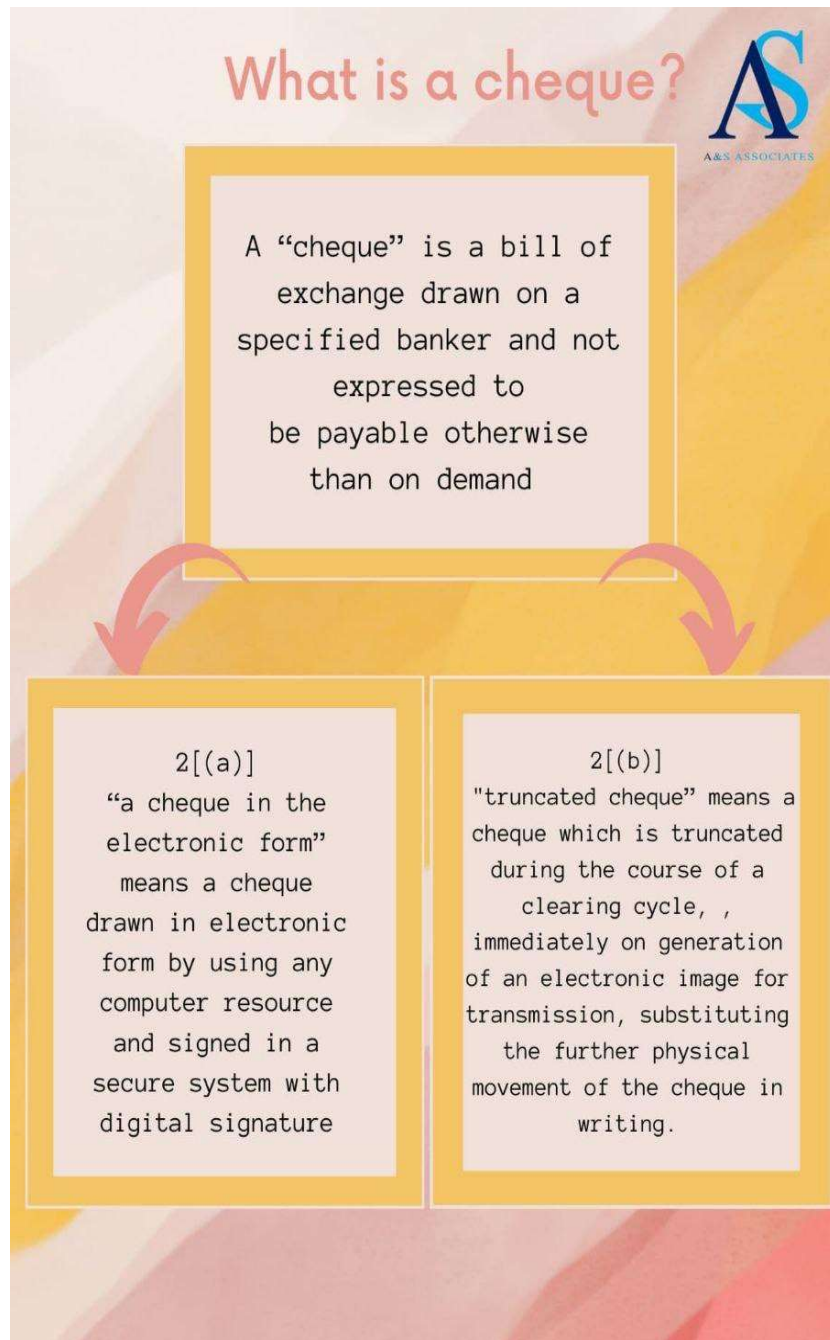 What is a cheque?
AS
A&S ASSOCIATES
A “cheque” is a bill of
exchange drawn on a
specified banker and not
expressed to
be payable otherwise
than on demand
2[(a)]
“a cheque in the
electronic form”
means a cheque
drawn in electronic
form by using any
computer resource
and signed in a
secure system with
digital signature
2[(b)]
"truncated cheque” means a
cheque which is truncated
during the course of a
clearing cycle, ,
immediately on generation
of an electronic image for
transmission, substituting
the further physical
movement of the cheque in
writing.